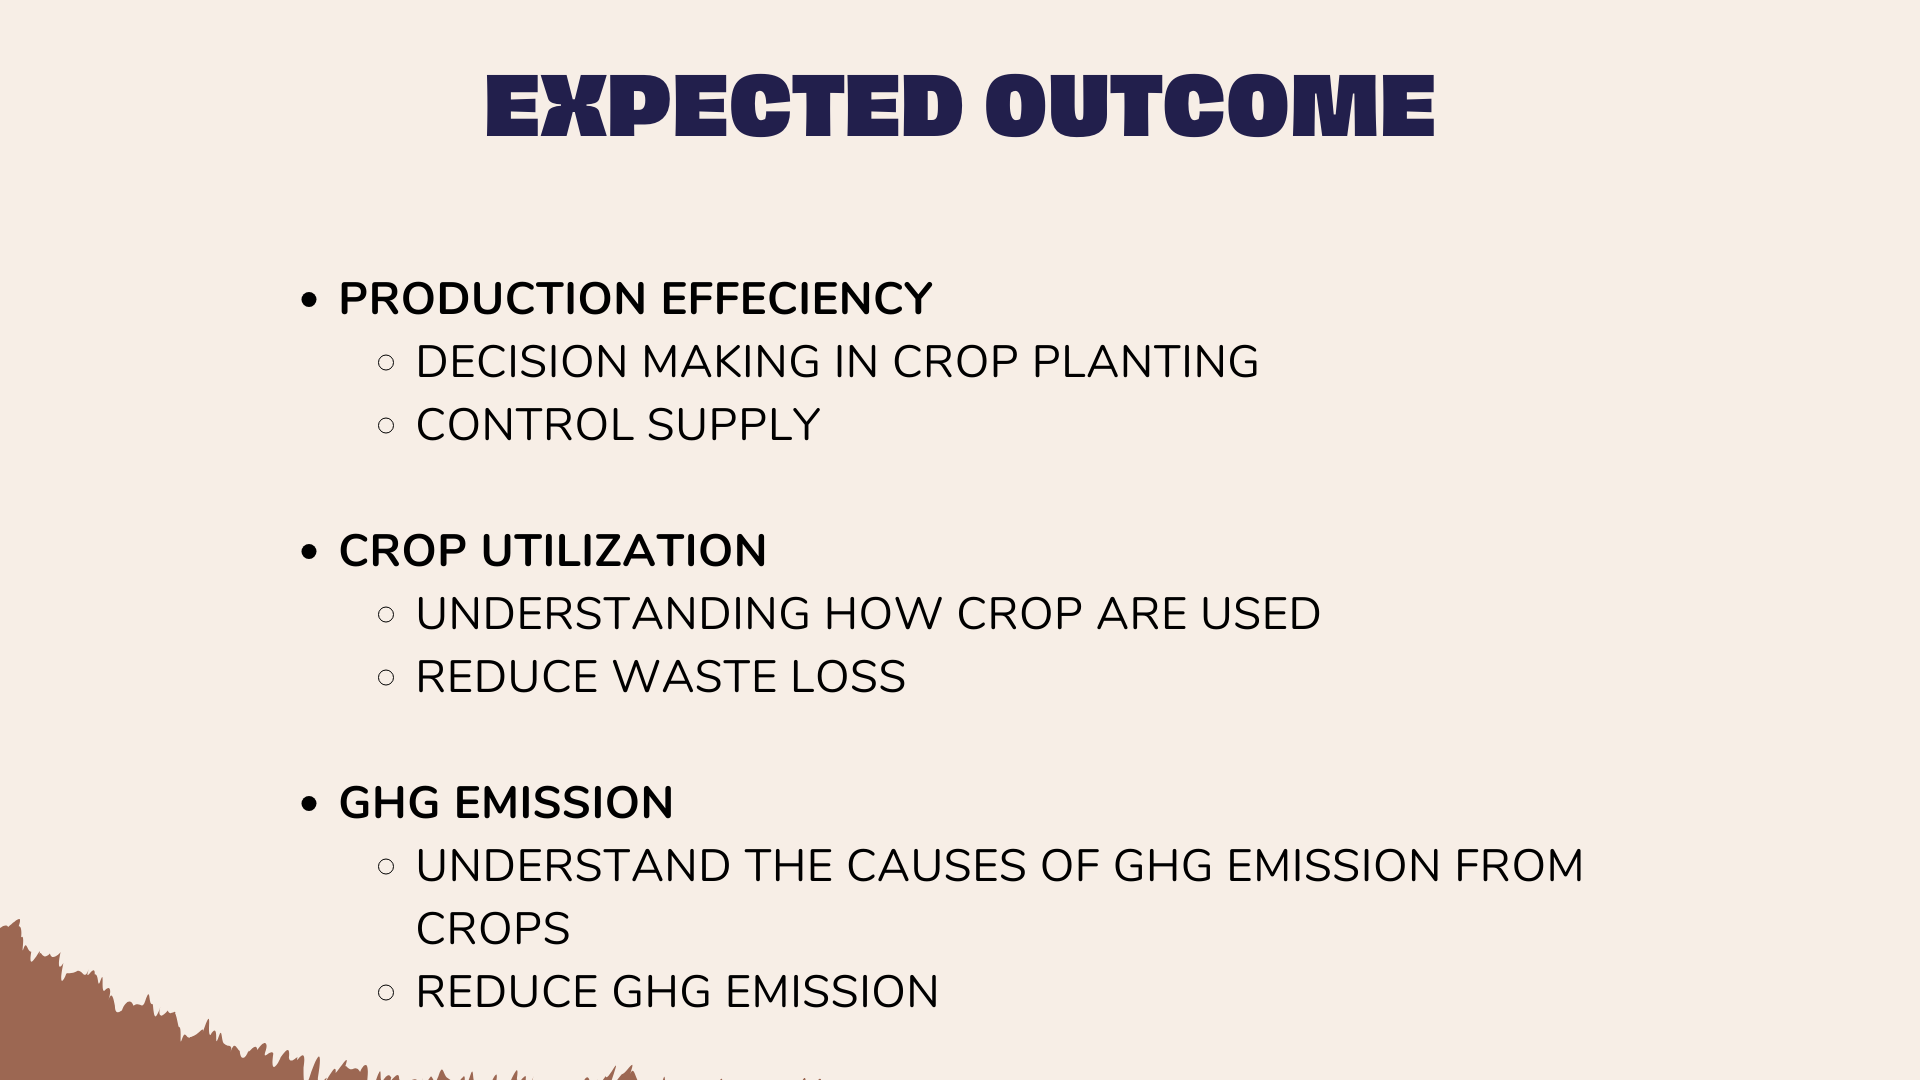 EXPECTED OUTCOME
• PRODUCTION EFFECIENCY
○ DECISION MAKING IN CROP PLANTING
○ CONTROL SUPPLY
• CROP UTILIZATION
○ UNDERSTANDING HOW CROP ARE USED
○ REDUCE WASTE LOSS
• GHG EMISSION
○ UNDERSTAND THE CAUSES OF GHG EMISSION FROM
CROPS
○ REDUCE GHG EMISSION